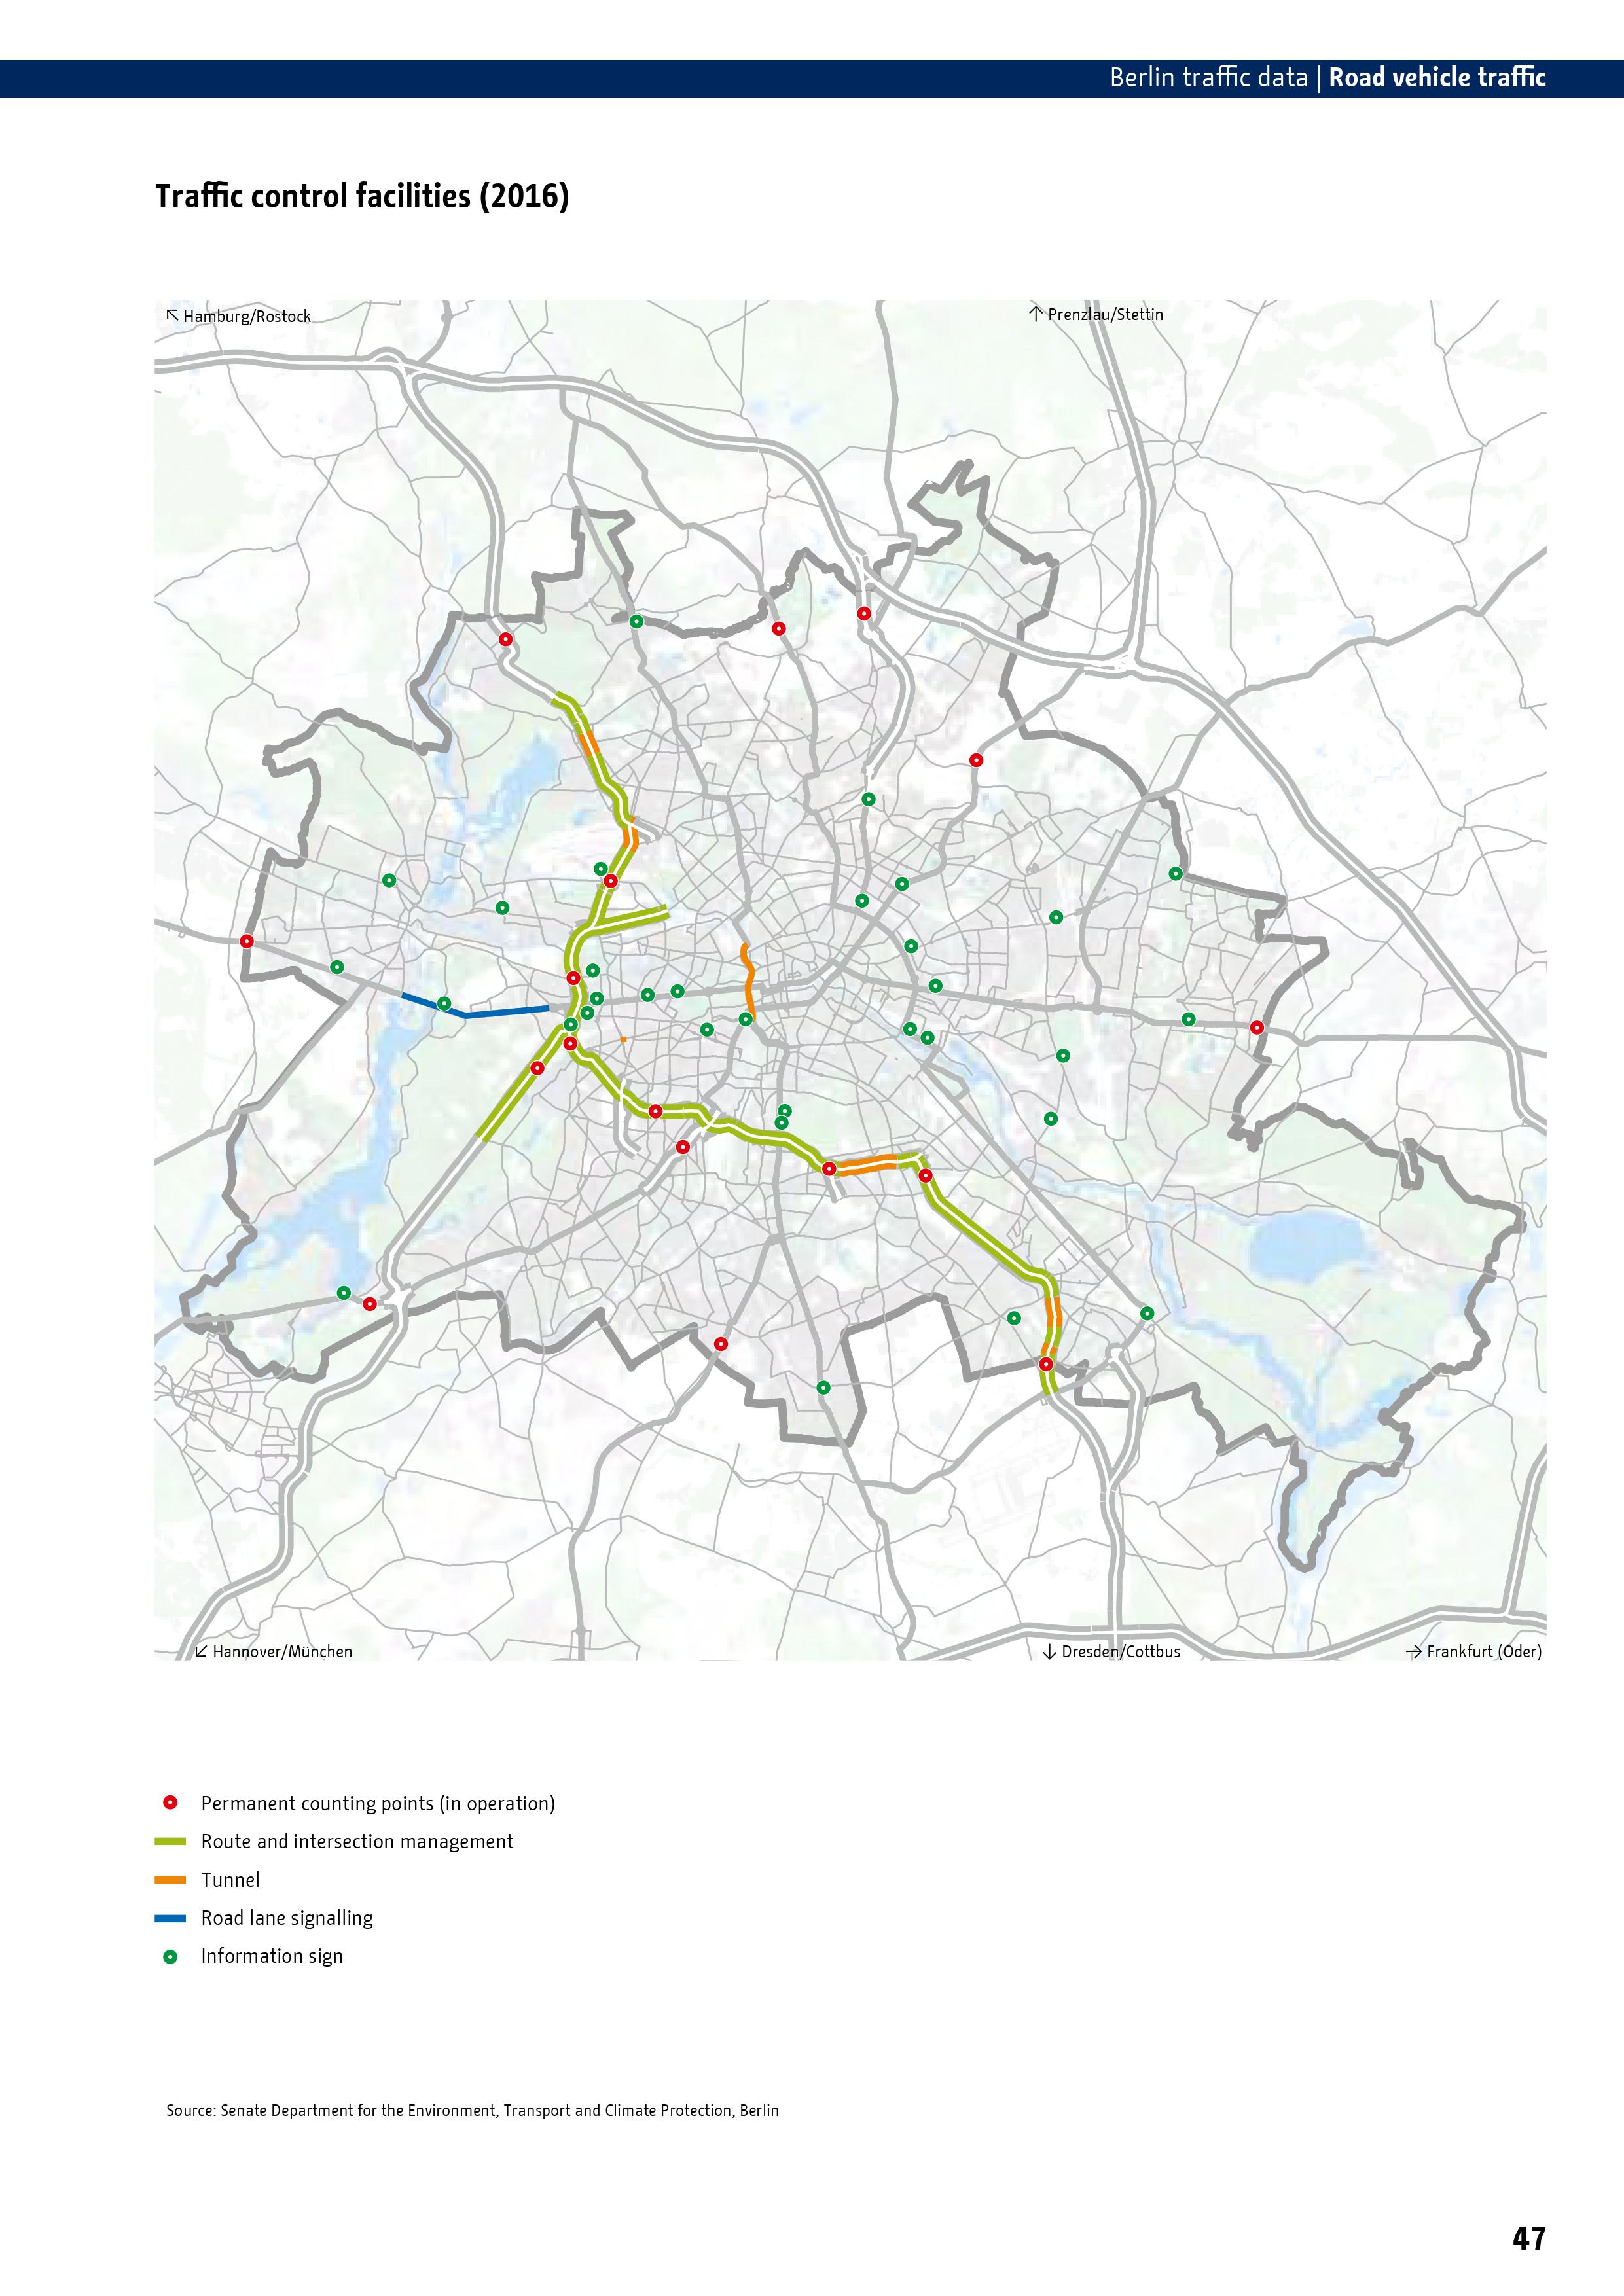 Berlin traffic data | Road vehicle traffic
Traffic control facilities (2016)
↖ Hamburg/Rostock
↑ Prenzlau/Stettin
↙ Hannover/München
↓ Dresden/Cottbus
→ Frankfurt (Oder)
Permanent counting points (in operation)
Route and intersection management
Tunnel
Road lane signalling
Information sign
Source: Senate Department for the Environment, Transport and Climate Protection, Berlin
47